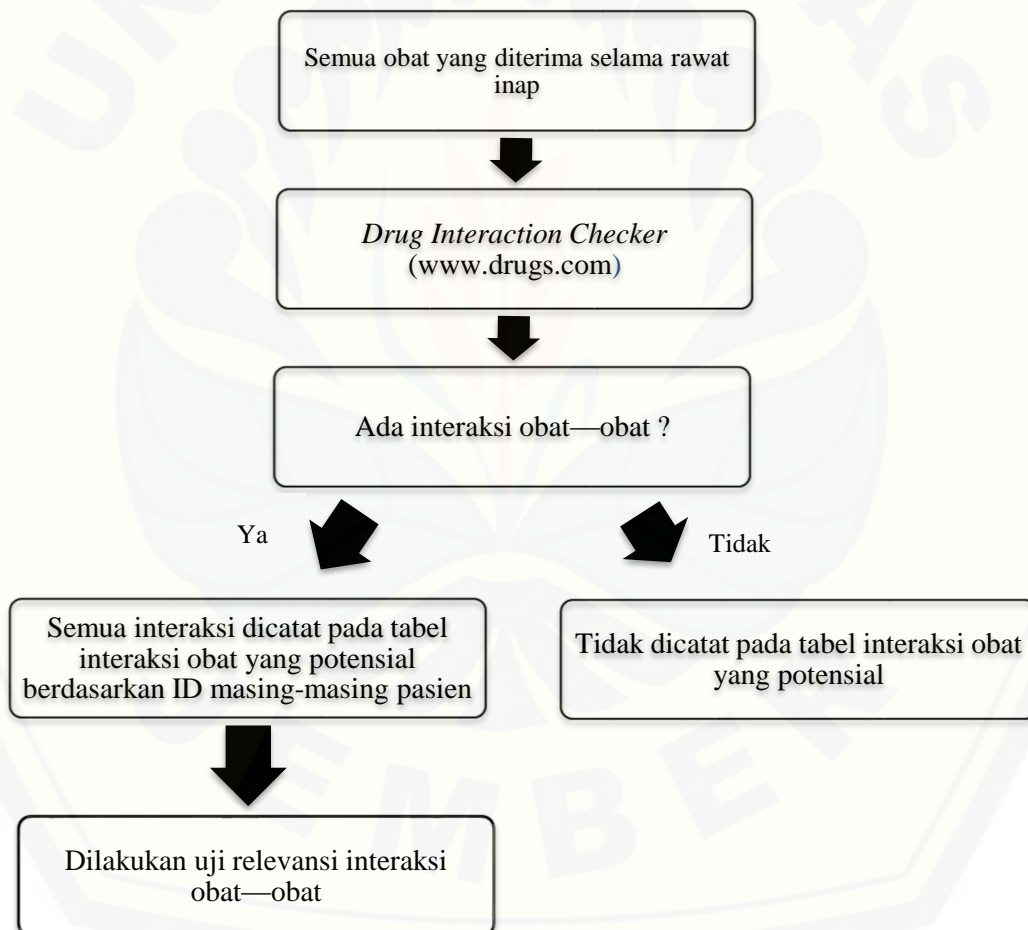 Semua obat yang diterima selama rawat
inap
Drug Interaction Checker
(www.drugs.com)
Ada interaksi obat—obat ?
Ya
Tidak
Semua interaksi dicatat pada tabel
interaksi obat yang potensial
berdasarkan ID masing-masing pasien
Tidak dicatat pada tabel interaksi obat
yang potensial
Dilakukan uji relevansi interaksi
obat—obat